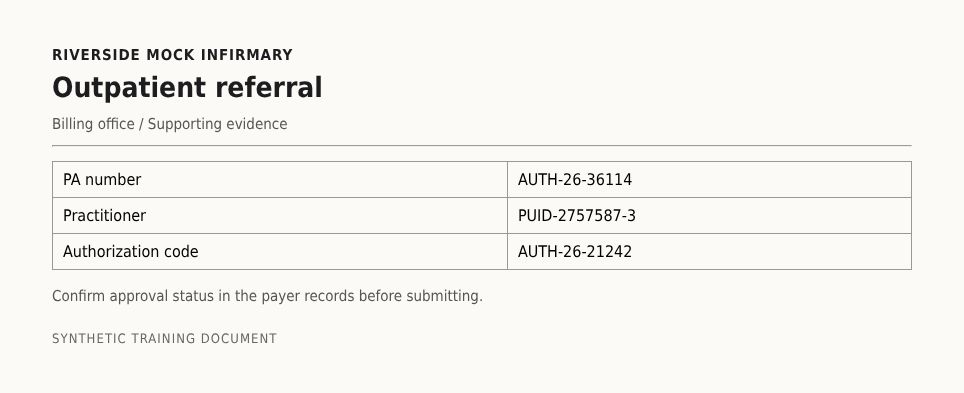 RIVERSIDE MOCK INFIRMARY
Outpatient referral
Billing office / Supporting evidence
PA number AUTH-26-36114
Practitioner PUID-2757587-3
Authorization code AUTH-26-21242
Confirm approval status in the payer records before submitting.
SYNTHETIC TRAINING DOCUMENT